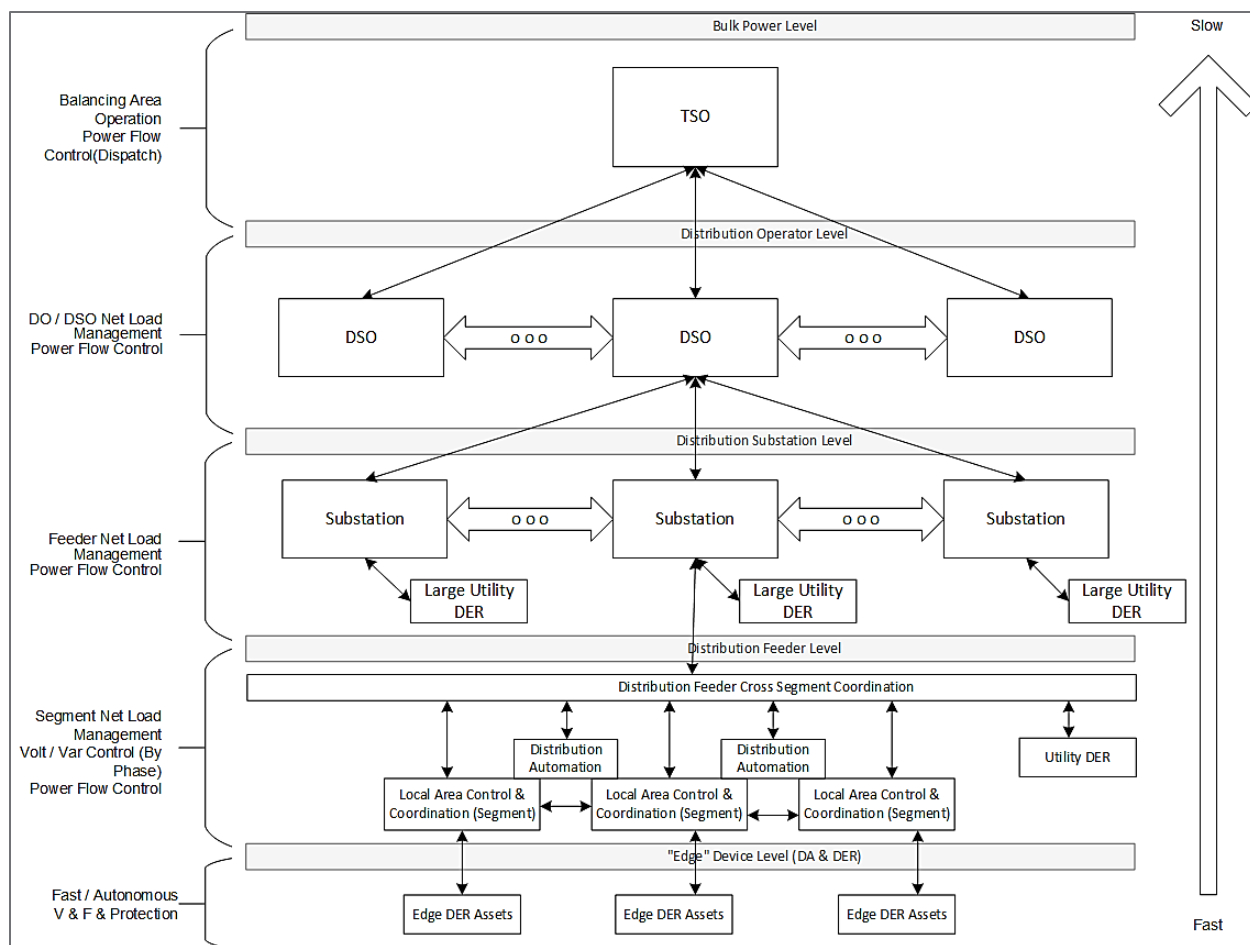 Bulk Power Level
Slow
Balancing Area
Operation
Power Flow
Control(Dispatch)
TSO
Distribution Operator Level
DO / DSO Net Load
Management
Power Flow Control
DSO
o o o
DSO
o o o
DSO
Distribution Substation Level
Feeder Net Load
Management
Power Flow Control
Substation
o o o
Substation
o o o
Substation
Large Utility
DER
Large Utility
DER
Large Utility
DER
Distribution Feeder Level
Distribution Feeder Cross Segment Coordination
Segment Net Load
Management
Volt / Var Control (By
Phase)
Power Flow Control
Distribution
Automation
Distribution
Automation
Utility DER
Local Area Control &
Coordination (Segment)
Local Area Control &
Coordination (Segment)
Local Area Control &
Coordination (Segment)
"Edge" Device Level (DA & DER)
Fast / Autonomous
V & F & Protection
Edge DER Assets
Edge DER Assets
Edge DER Assets
Fast